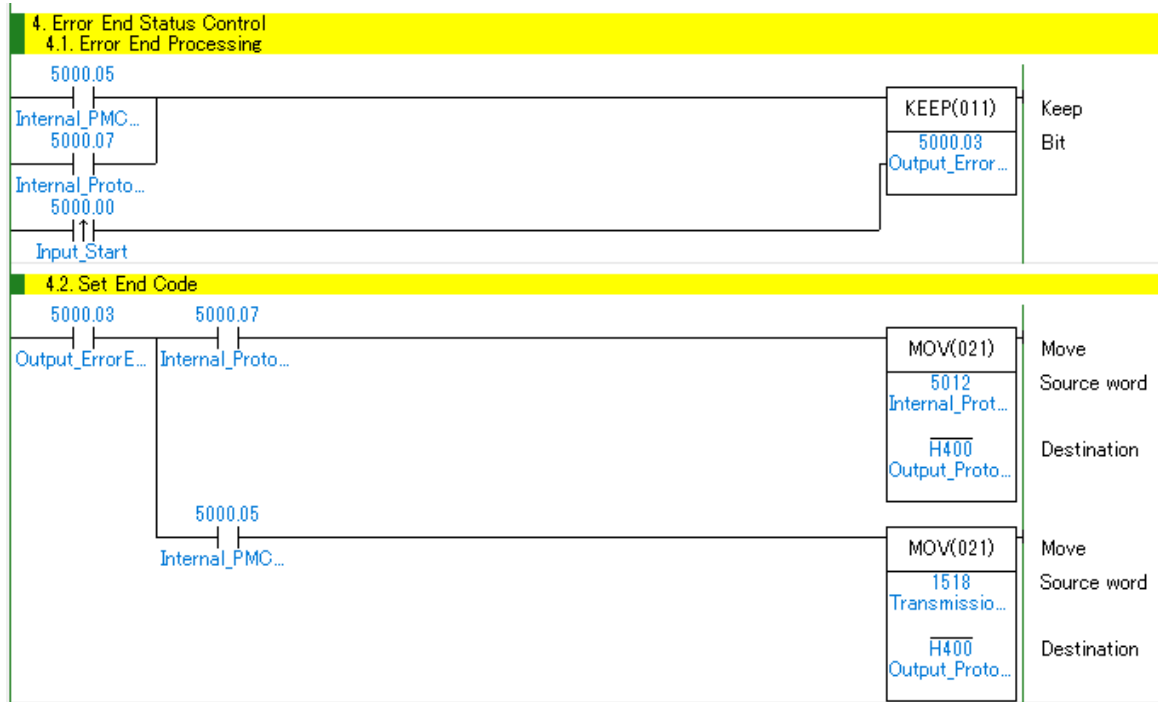 4. Error End Status Control
4.1. Error End Processing
5000.05
Internal_PMC...
5000.07
Internal_Proto...
5000.00
Input_Start
KEEP(011)
Keep
5000.03
Bit
Output_Error...
4.2. Set End Code
5000.03
5000.07
Output_ErrorE...
Internal_Proto...
MOV(021)
Move
5012
Source word
Internal_Prot...
H400
Destination
Output_Proto...
5000.05
Internal_PMC...
MOV(021)
Move
1518
Source word
Transmissio...
H400
Destination
Output_Proto...